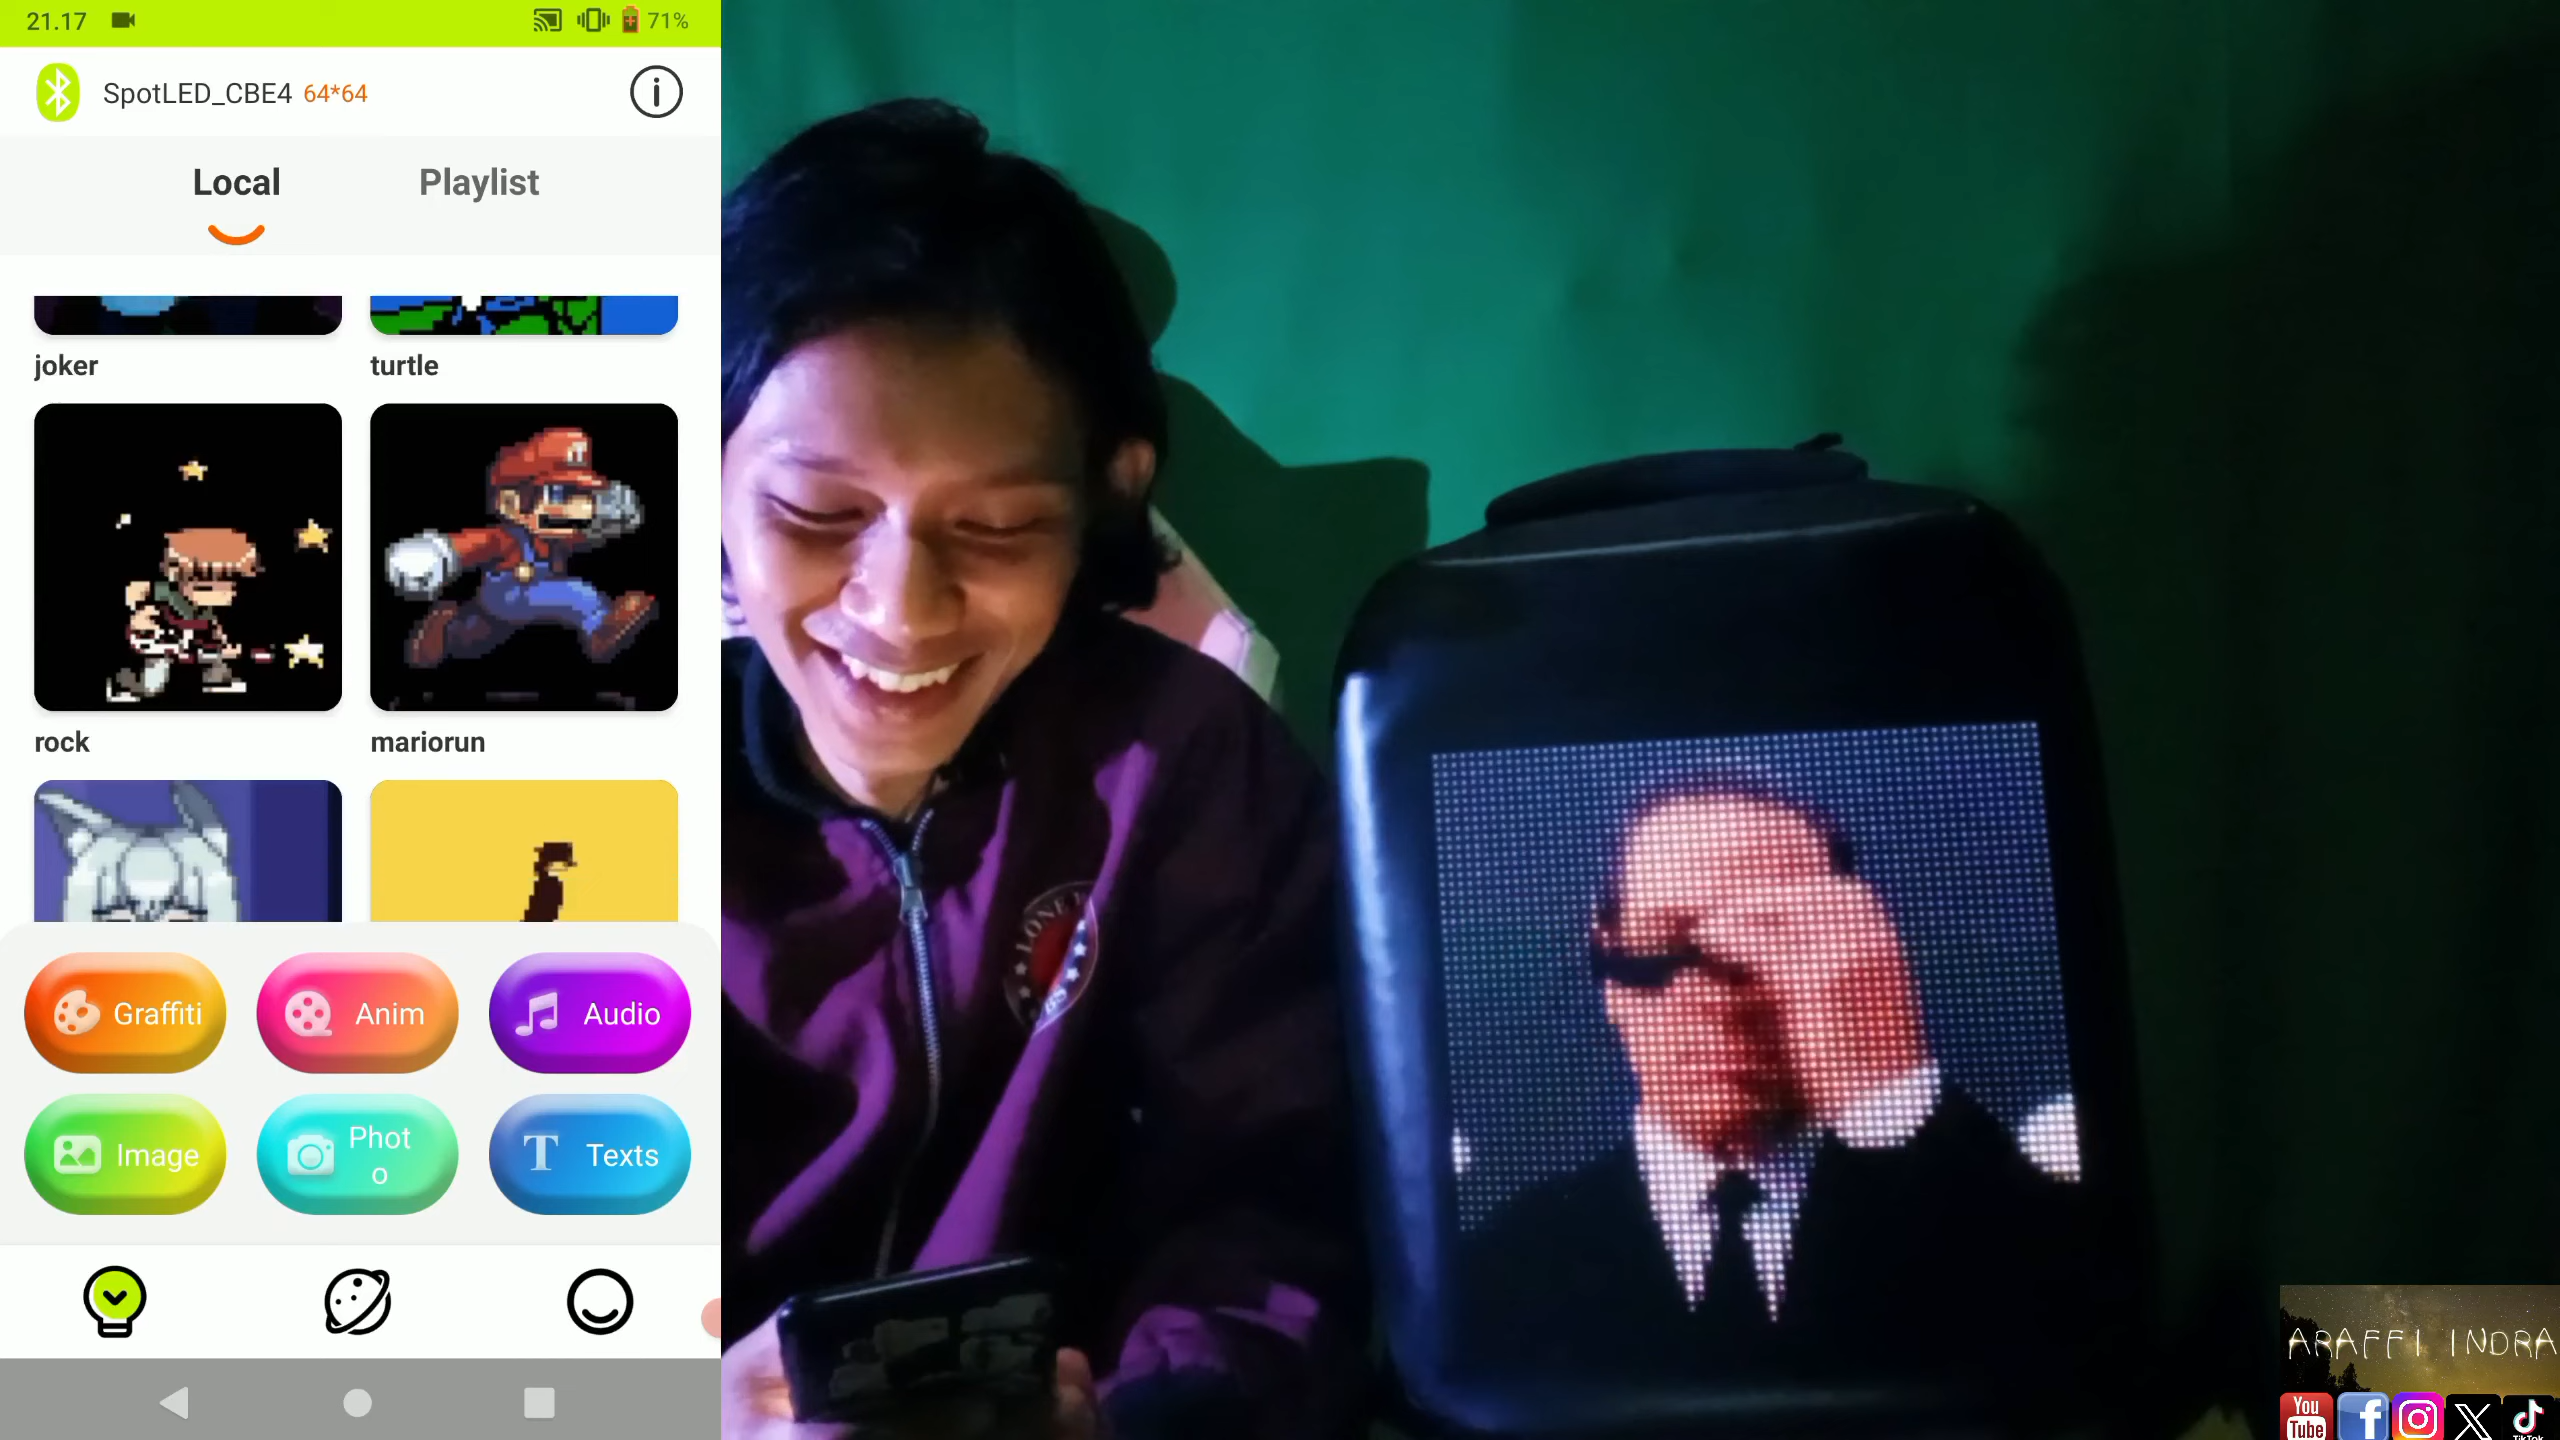 21.17
71%
SpotLED_CBE4 64*64
Local
Playlist
joker
turtle
rock
mariorun
Graffiti
Anim
Audio
Image
Phot
o
Texts
ARAFFI INDRA
You
Tube
TikTok